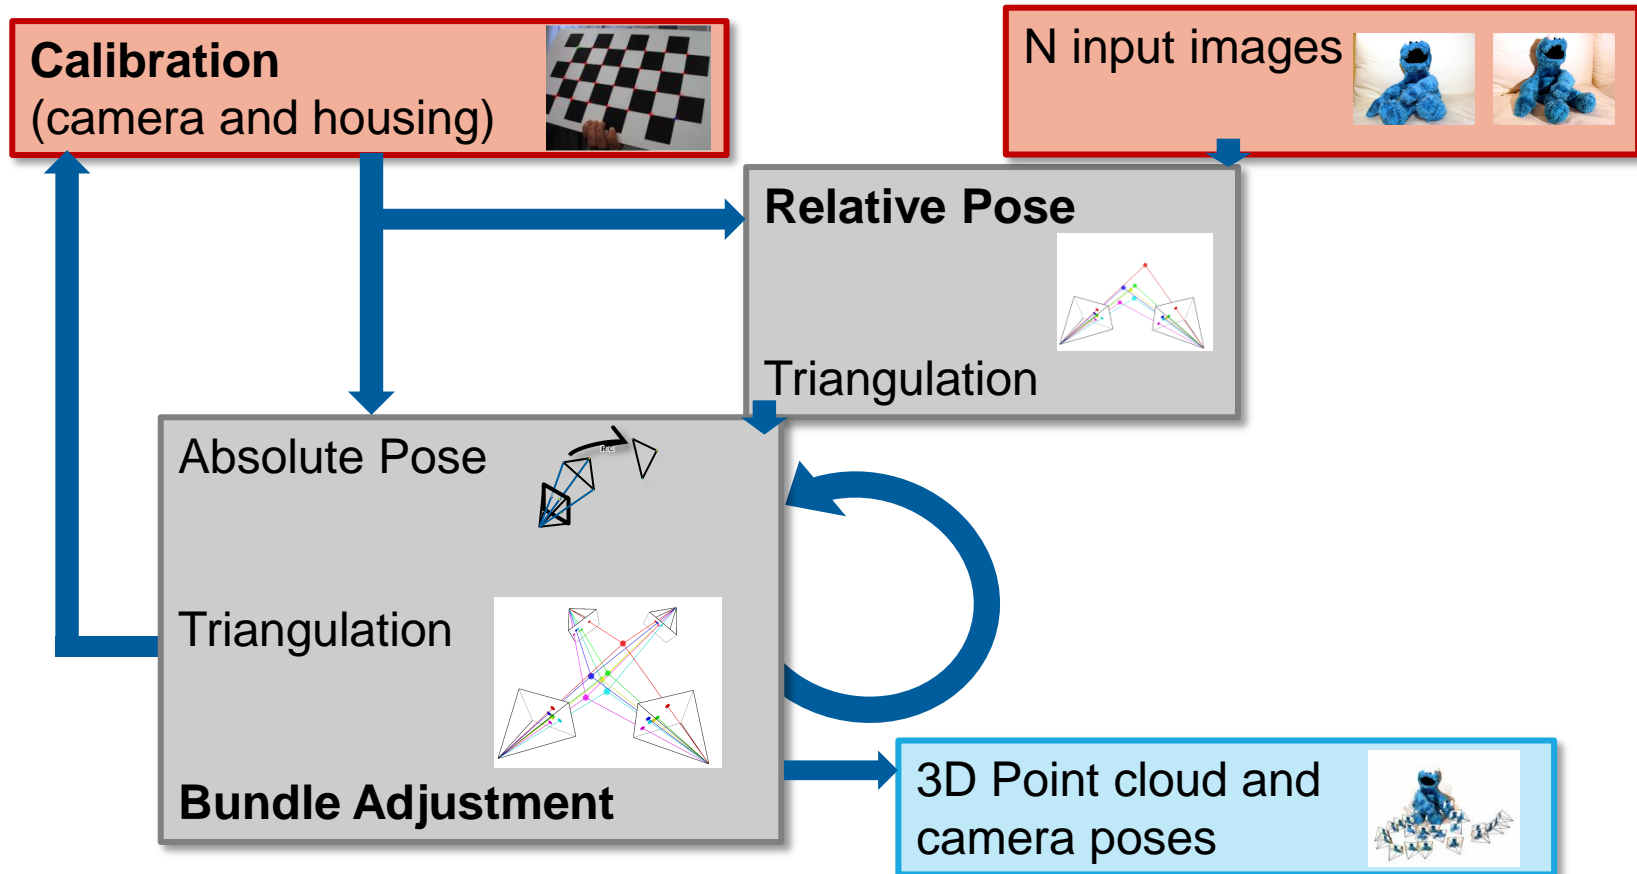 Calibration
(camera and housing)
N input images
Relative Pose
Triangulation
Absolute Pose
Triangulation
Bundle Adjustment
3D Point cloud and
camera poses